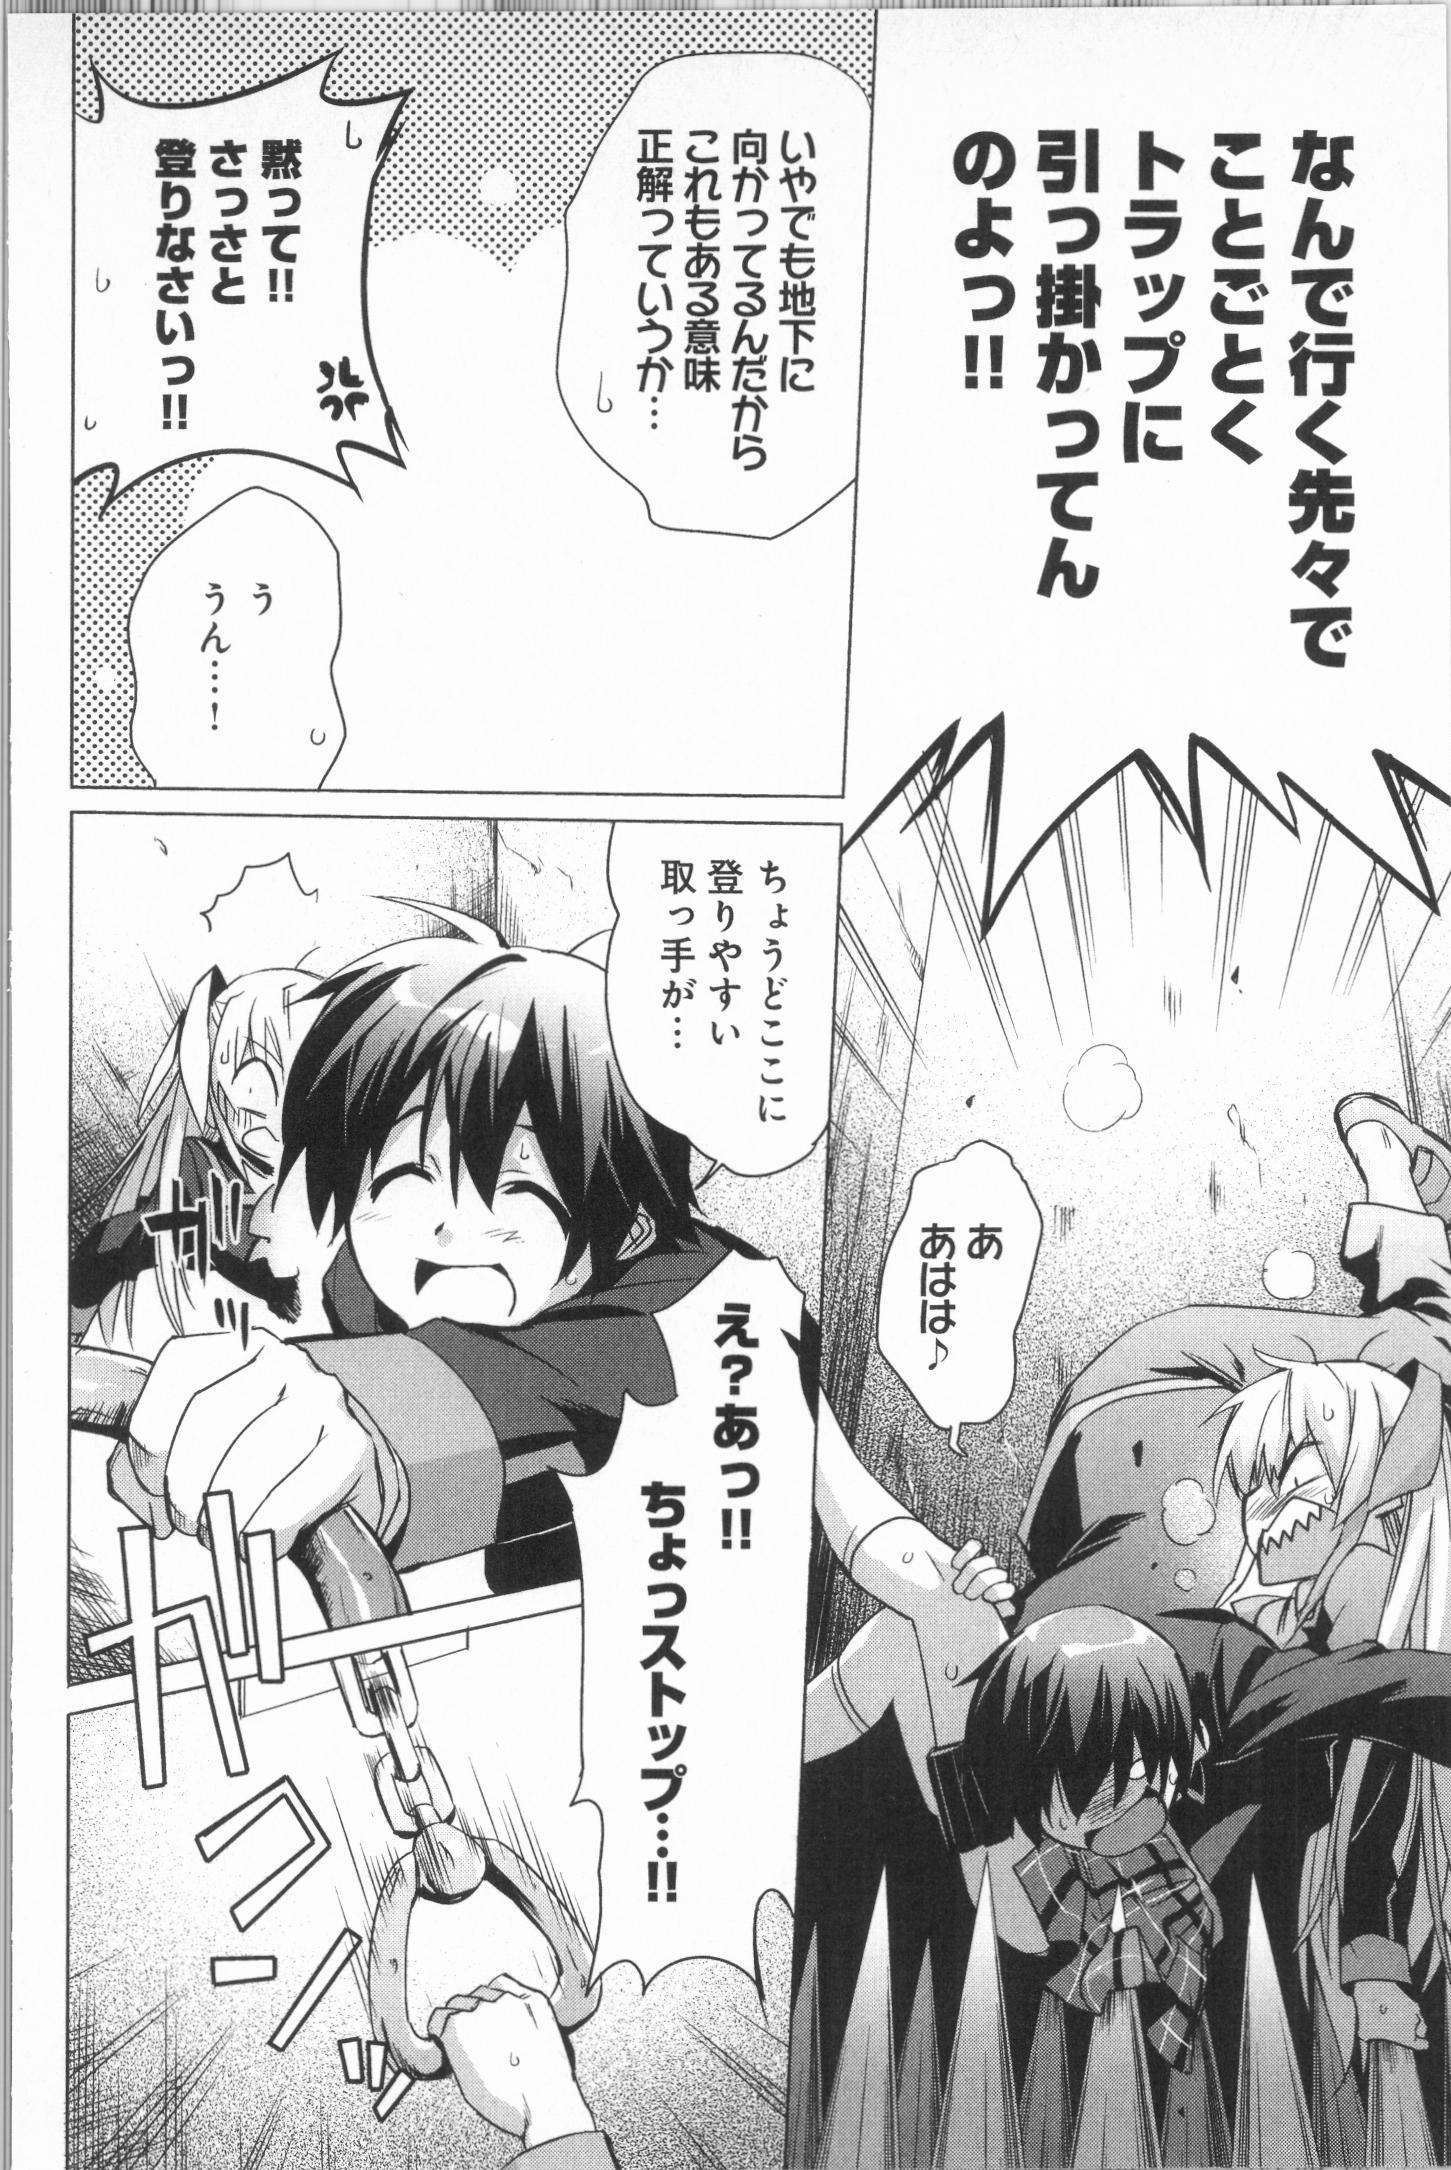 なんで行く先々で
ことごとく
トラップに
引っ掛かってん
のよっ!!
あ
あはは♪
いやでも地下に
向かってるんだから
これもある意味
正解っていうか…
黙って!!
さっさと
登りなさいっ!!
う
うん…!
ちょうどここに
登りやすい
取っ手が…
ガサ
え?あっ!!
ちょっストップ…!!
ガコン